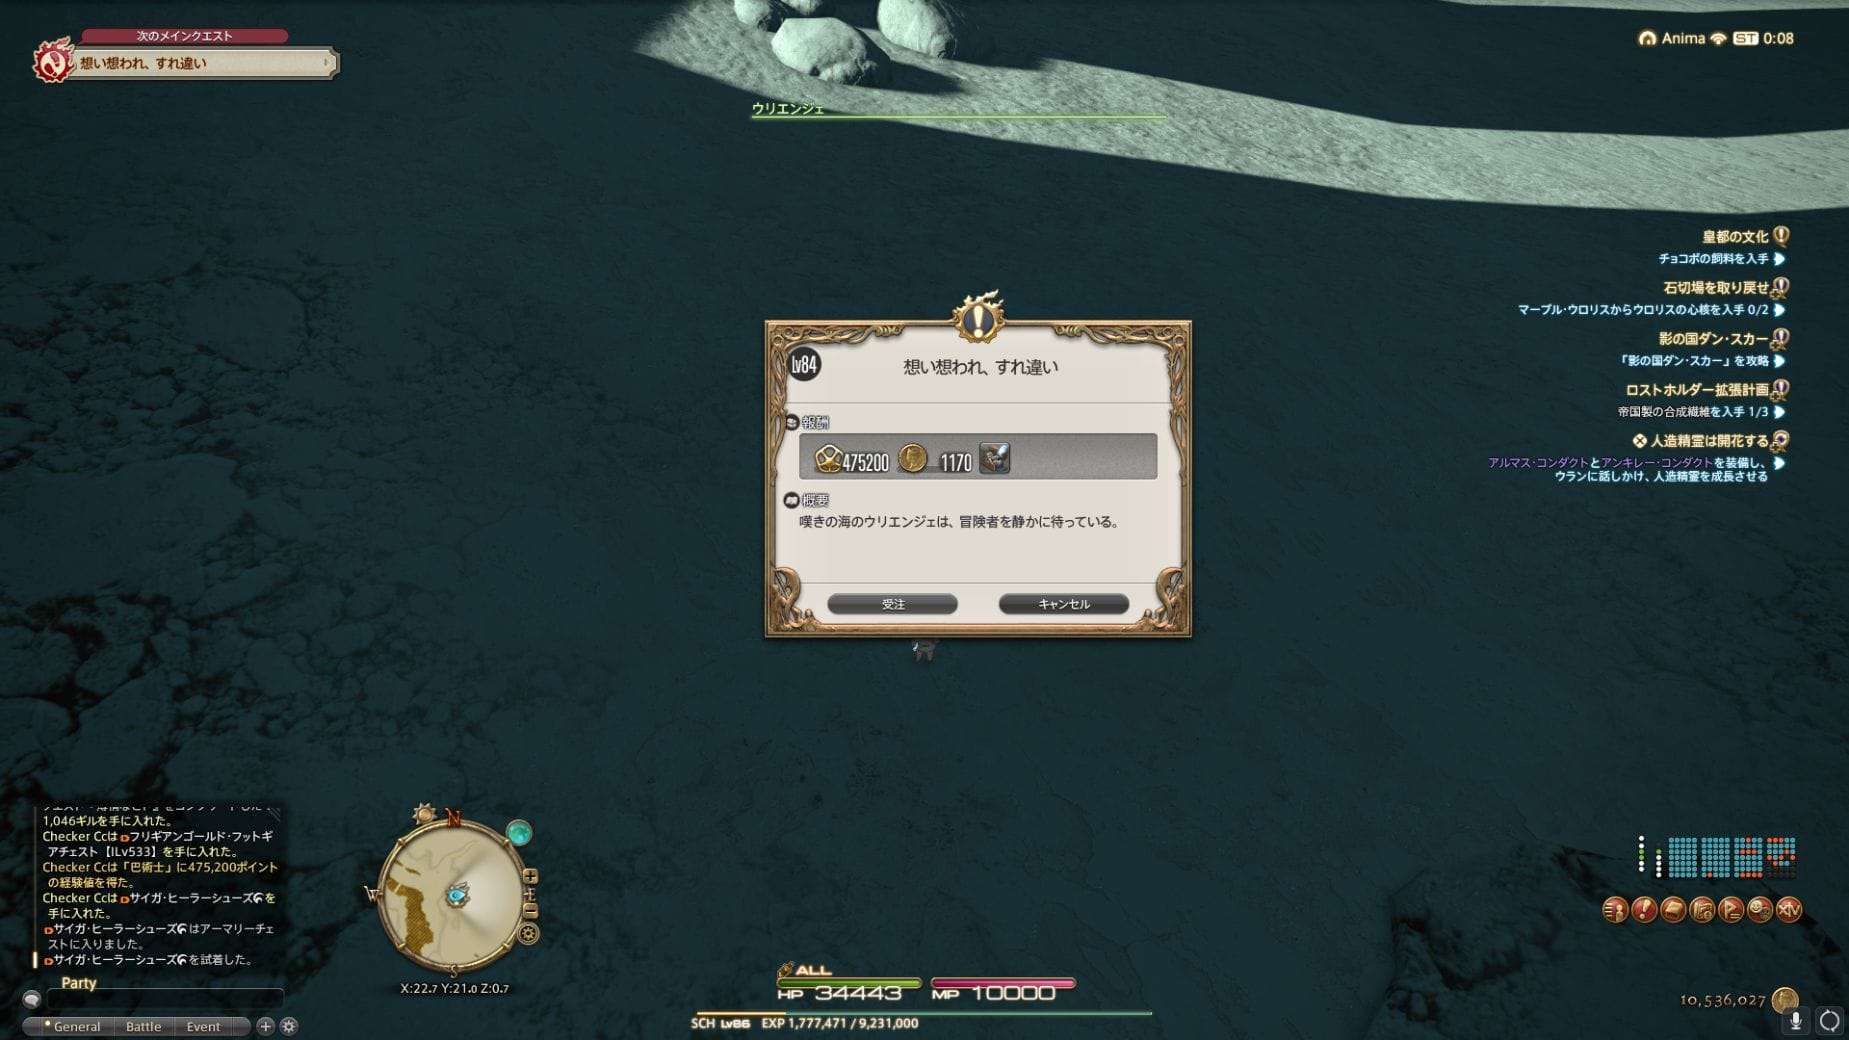 次のメインクエスト
想い想われ、すれ違い
Anima ST 0:08
ウリエンジェ
皇都の文化
チョコボの飼料を入手
石切場を取り戻せ
マーブル・ウロリスからウロリスの心核を入手 0/2
影の国ダン・スカー
「影の国ダン・スカー」を攻略
ロストホルダー拡張計画
帝国製の合成繊維を入手 1/3
人造精霊は開花する
アルマス・コンダクトとアンキレー・コンダクトを装備し、
ウランに話しかけ、人造精霊を成長させる
Lv84
想い想われ、すれ違い
報酬
475200 1170
概要
嘆きの海のウリエンジェは、冒険者を静かに待っている。
受注 キャンセル
1,046ギルを手に入れた。
Checker Ccはフリギアンゴールド・フットギ
アチェスト【ILv533】を手に入れた。
Checker Ccは「巴術士」に475,200ポイント
の経験値を得た。
Checker Ccはサイガ・ヒーラーシューズを
手に入れた。
サイガ・ヒーラーシューズはアーマリーチェ
ストに入りました。
サイガ・ヒーラーシューズを試着した。
Party
General Battle Event
N
W
E
S
X:22.7 Y:21.0 Z:0.7
ALL
HP 34443 MP 10000
SCH Lv86 EXP 1,777,471 / 9,231,000
XIV
10,536,027